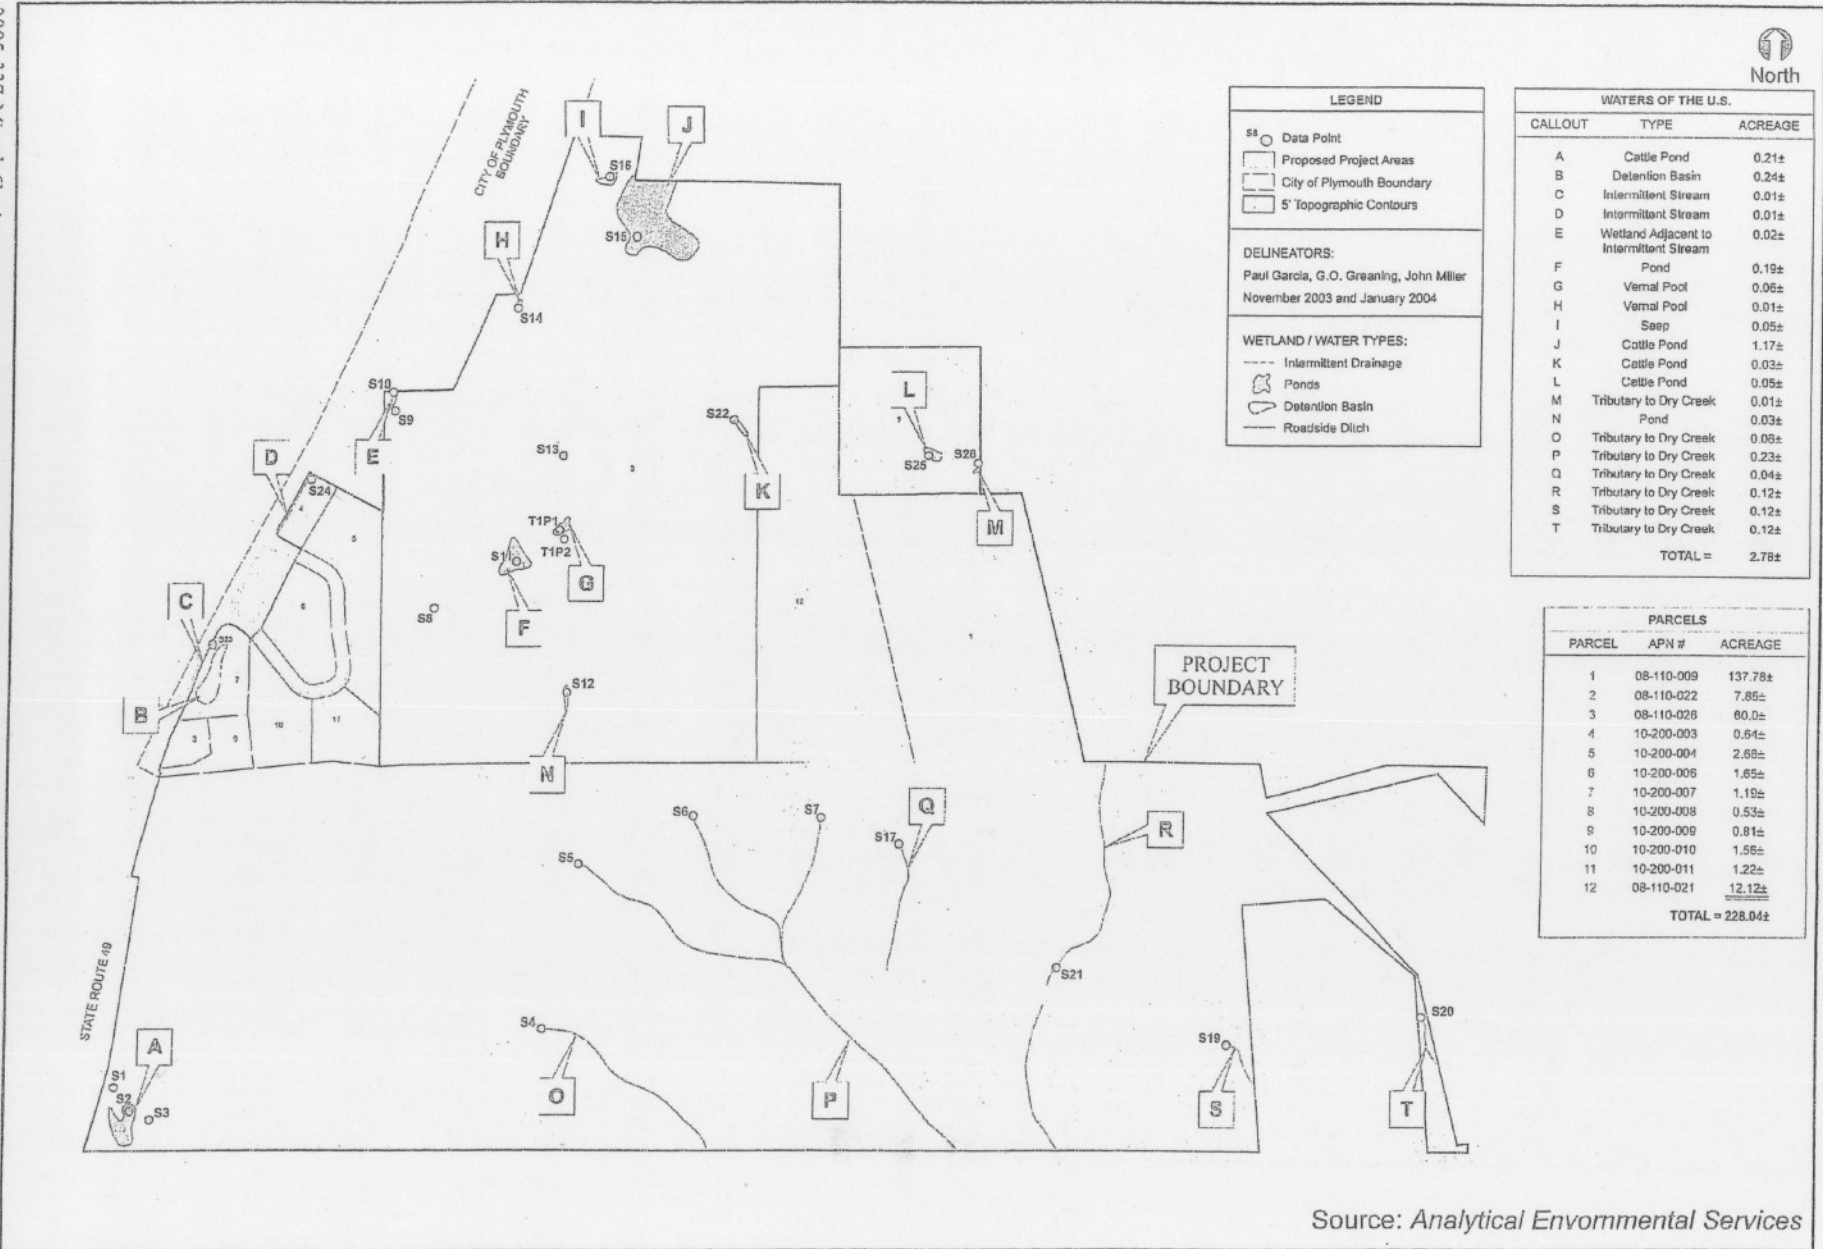 North
LEGEND
S8 Data Point
Proposed Project Areas
City of Plymouth Boundary
5' Topographic Contours
DELINEATORS:
Paul Garcia, G.O. Greaning, John Miller
November 2003 and January 2004
WETLAND / WATER TYPES:
Intermittent Drainage
Ponds
Detention Basin
Roadside Ditch
WATERS OF THE U.S.
CALLOUT TYPE ACREAGE
A Cattle Pond 0.21±
B Detention Basin 0.24±
C Intermittent Stream 0.01±
D Intermittent Stream 0.01±
E Wetland Adjacent to Intermittent Stream 0.02±
F Pond 0.19±
G Vernal Pool 0.06±
H Vernal Pool 0.01±
I Seep 0.05±
J Cattle Pond 1.17±
K Cattle Pond 0.03±
L Cattle Pond 0.05±
M Tributary to Dry Creek 0.01±
N Pond 0.03±
O Tributary to Dry Creek 0.06±
P Tributary to Dry Creek 0.23±
Q Tributary to Dry Creek 0.04±
R Tributary to Dry Creek 0.12±
S Tributary to Dry Creek 0.12±
T Tributary to Dry Creek 0.12±
TOTAL = 2.78±
PARCELS
PARCEL APN # ACREAGE
1 08-110-009 137.78±
2 08-110-022 7.85±
3 08-110-026 60.0±
4 10-200-003 0.64±
5 10-200-004 2.68±
6 10-200-006 1.65±
7 10-200-007 1.19±
8 10-200-008 0.53±
9 10-200-009 0.81±
10 10-200-010 1.56±
11 10-200-011 1.22±
12 08-110-021 12.12±
TOTAL = 228.04±
CITY OF PLYMOUTH
BOUNDARY
I
J
S16
S15
H
S14
S10
S9
E
D
S24
4
5
S13
3
S22
K
L
S25
S26
M
T1P1
T1P2
S11
G
F
S8
C
S23
6
7
B
9
10
11
12
1
S12
N
PROJECT
BOUNDARY
S6
S7
S17
Q
R
S5
S21
STATE ROUTE 49
S4
S19
S20
A
S1
S2
S3
O
P
S
T
Source: Analytical Envornmental Services